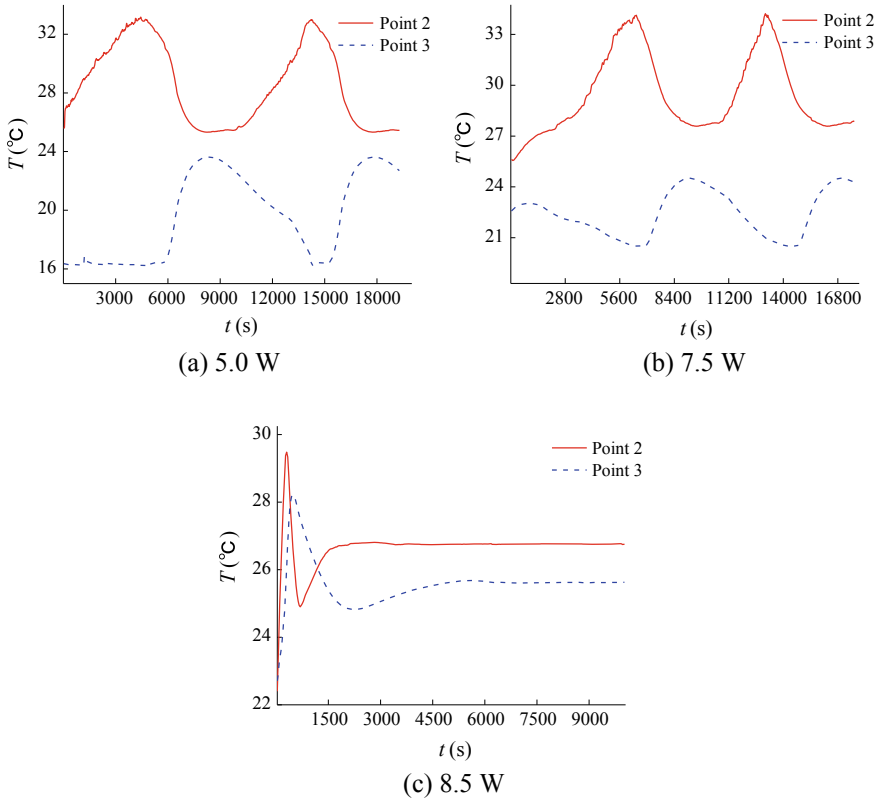 32
28
24
20
16
T (℃)
Point 2
Point 3
3000 6000 9000 12000 15000 18000
t (s)
(a) 5.0 W
33
30
27
24
21
T (℃)
Point 2
Point 3
2800 5600 8400 11200 14000 16800
t (s)
(b) 7.5 W
30
28
26
24
22
T (℃)
Point 2
Point 3
1500 3000 4500 6000 7500 9000
t (s)
(c) 8.5 W